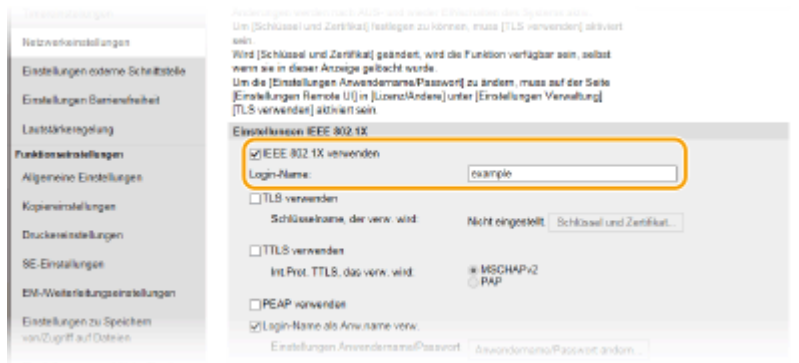 Netzwerkeinstellungen
Einstellungen externe Schnittstelle
Einstellungen Barrierefreiheit
Lautstärkeregelung
Funktionseinstellungen
Allgemeine Einstellungen
Kopiereinstellungen
Druckereinstellungen
SE-Einstellungen
EM-/Weiterleitungseinstellungen
Einstellungen zu Speichern
von/Zugriff auf Dateien
Um [Schlüssel und Zertifikat] festlegen zu können, muss [TLS verwenden] aktiviert
sein.
Wird [Schlüssel und Zertifikat] geändert, wird die Funktion verfügbar sein, selbst
wenn sie in dieser Anzeige gelöscht wurde.
Um die [Einstellungen Anwendername/Passwort] zu ändern, muss auf der Seite
[Einstellungen Remote UI] in [Lizenz/Andere] unter [Einstellungen Verwaltung]
[TLS verwenden] aktiviert sein.
Einstellungen IEEE 802.1X
IEEE 802.1X verwenden
Login-Name: example
TLS verwenden
Schlüsselname, der verw. wird: Nicht eingestellt Schlüssel und Zertifikat...
TTLS verwenden
Int.Prot. TTLS, das verw. wird: MSCHAPv2
PAP
PEAP verwenden
Login-Name als Anw.name verw.
Einstellungen Anwendername/Passwort Anwendername/Passwort ändern...